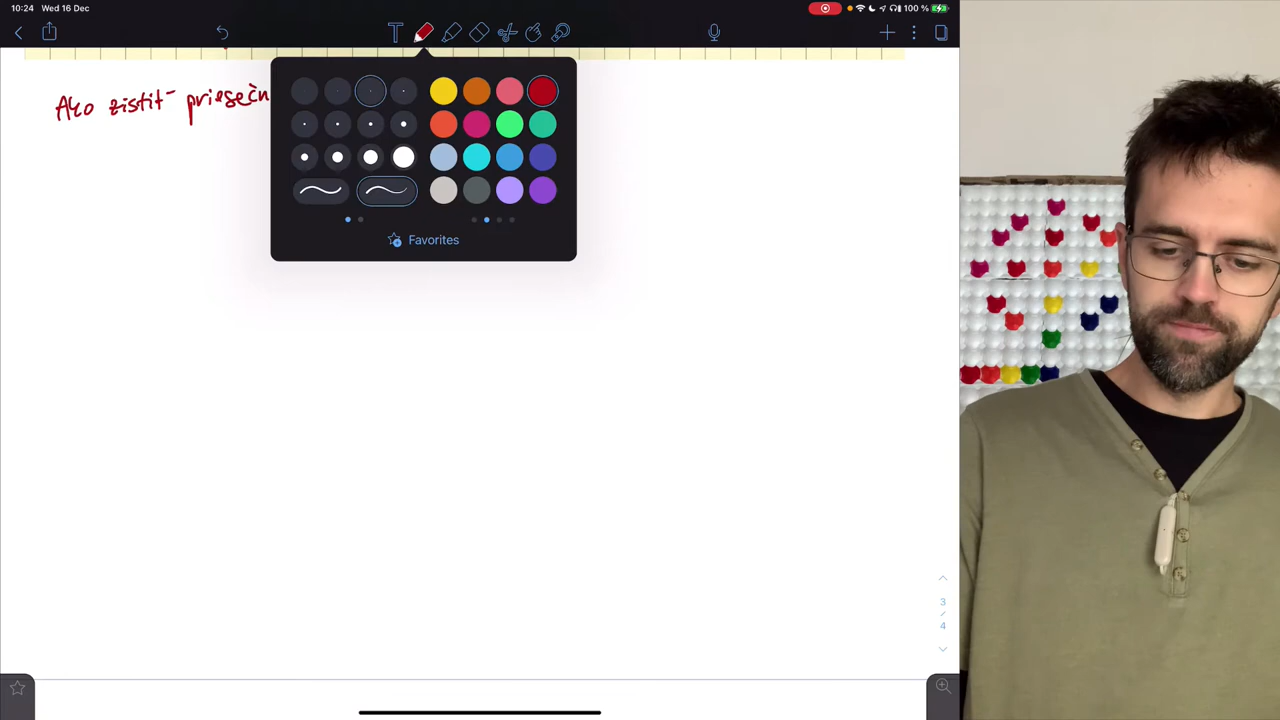 10:24 Wed 16 Dec
100 %
T
Ako zistiť priesečn
Favorites
3
4